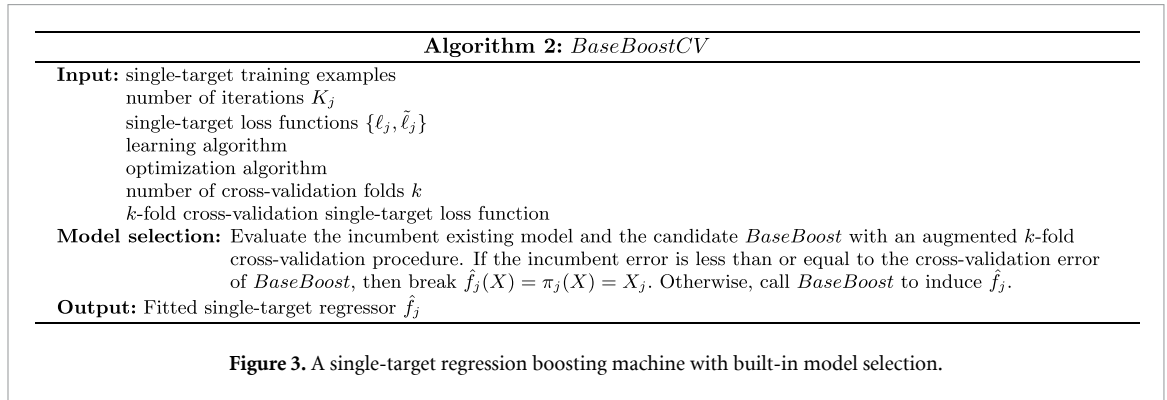 Algorithm 2: BaseBoostCV
Input: single-target training examples
number of iterations K_j
single-target loss functions {ℓ_j, ℓ̃_j}
learning algorithm
optimization algorithm
number of cross-validation folds k
k-fold cross-validation single-target loss function
Model selection: Evaluate the incumbent existing model and the candidate BaseBoost with an augmented k-fold
cross-validation procedure. If the incumbent error is less than or equal to the cross-validation error
of BaseBoost, then break f̂_j(X) = π_j(X) = X_j. Otherwise, call BaseBoost to induce f̂_j.
Output: Fitted single-target regressor f̂_j
Figure 3. A single-target regression boosting machine with built-in model selection.